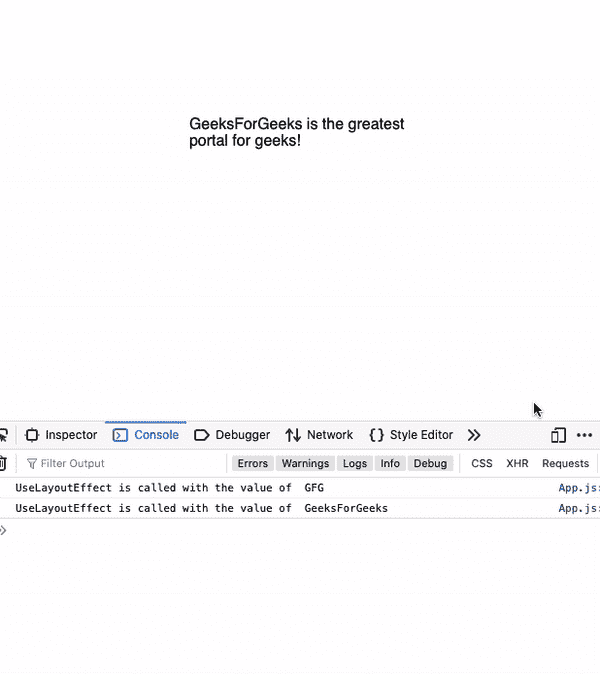 GeeksForGeeks is the greatest
portal for geeks!
Inspector Console Debugger Network Style Editor
Filter Output Errors Warnings Logs Info Debug CSS XHR Requests
UseLayoutEffect is called with the value of GFG App.js:
UseLayoutEffect is called with the value of GeeksForGeeks App.js: